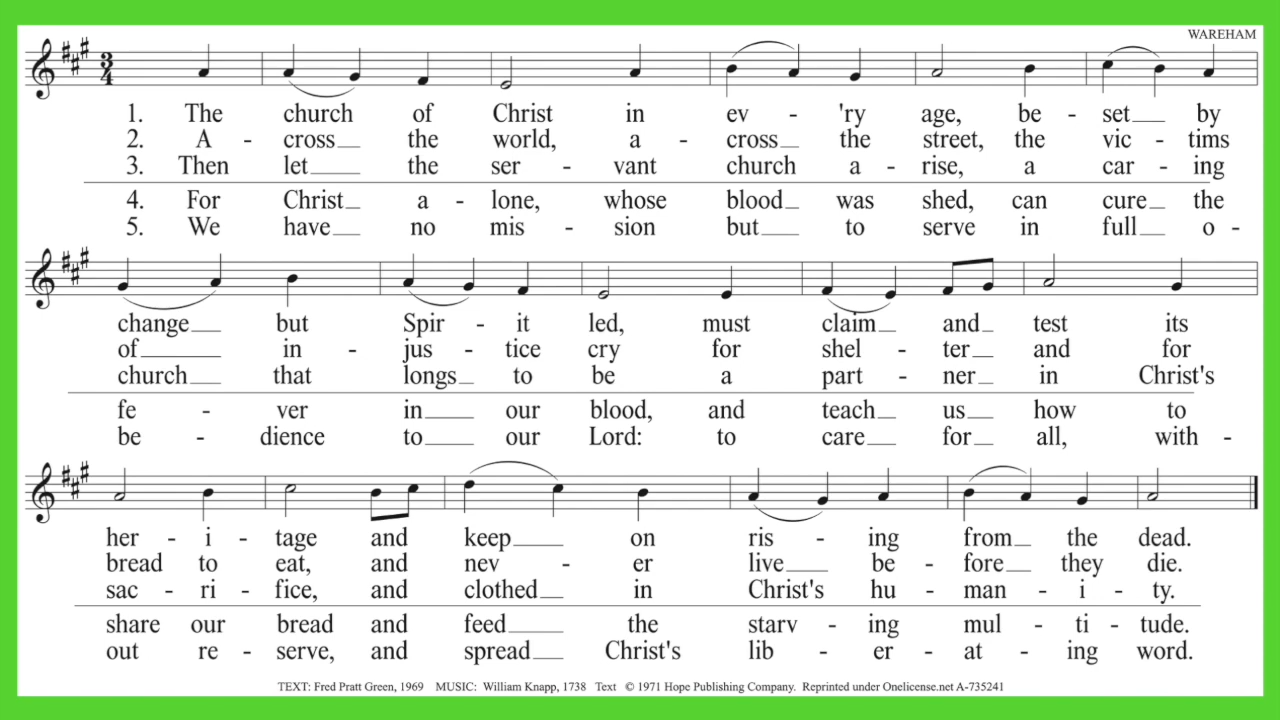 WAREHAM
3
4
1. The church of Christ in ev - 'ry age, be - set by
2. A - cross the world, a - cross the street, the vic - tims
3. Then let the ser - vant church a - rise, a car - ing
4. For Christ a - lone, whose blood was shed, can cure the
5. We have no mis - sion but to serve in full o -
change but Spir - it led, must claim and test its
of in - jus - tice cry for shel - ter and for
church that longs to be a part - ner in Christ's
fe - ver in our blood, and teach us how to
be - dience to our Lord: to care for all, with -
her - i - tage and keep on ris - ing from the dead.
bread to eat, and nev - er live be - fore they die.
sac - ri - fice, and clothed in Christ's hu - man - i - ty.
share our bread and feed the starv - ing mul - ti - tude.
out re - serve, and spread Christ's lib - er - at - ing word.
TEXT: Fred Pratt Green, 1969 MUSIC: William Knapp, 1738 Text © 1971 Hope Publishing Company. Reprinted under Onelicense.net A-735241